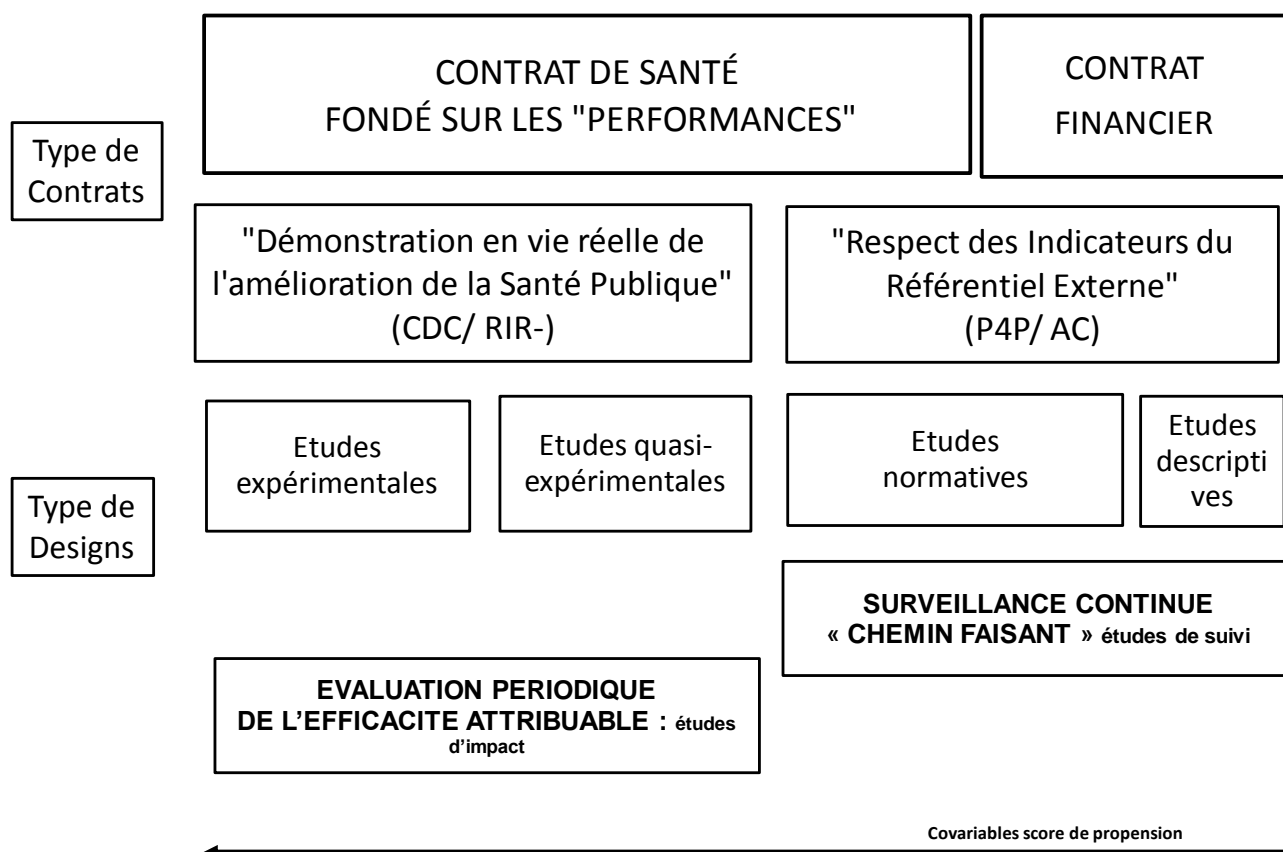 CONTRAT DE SANTÉ
FONDÉ SUR LES "PERFORMANCES"
CONTRAT
FINANCIER
Type de
Contrats
"Démonstration en vie réelle de
l'amélioration de la Santé Publique"
(CDC/ RIR-)
"Respect des Indicateurs du
Référentiel Externe"
(P4P/ AC)
Type de
Designs
Etudes
expérimentales
Etudes quasi-
expérimentales
Etudes
normatives
Etudes
descripti
ves
SURVEILLANCE CONTINUE
« CHEMIN FAISANT » études de suivi
EVALUATION PERIODIQUE
DE L’EFFICACITE ATTRIBUABLE : études
d’impact
Covariables score de propension